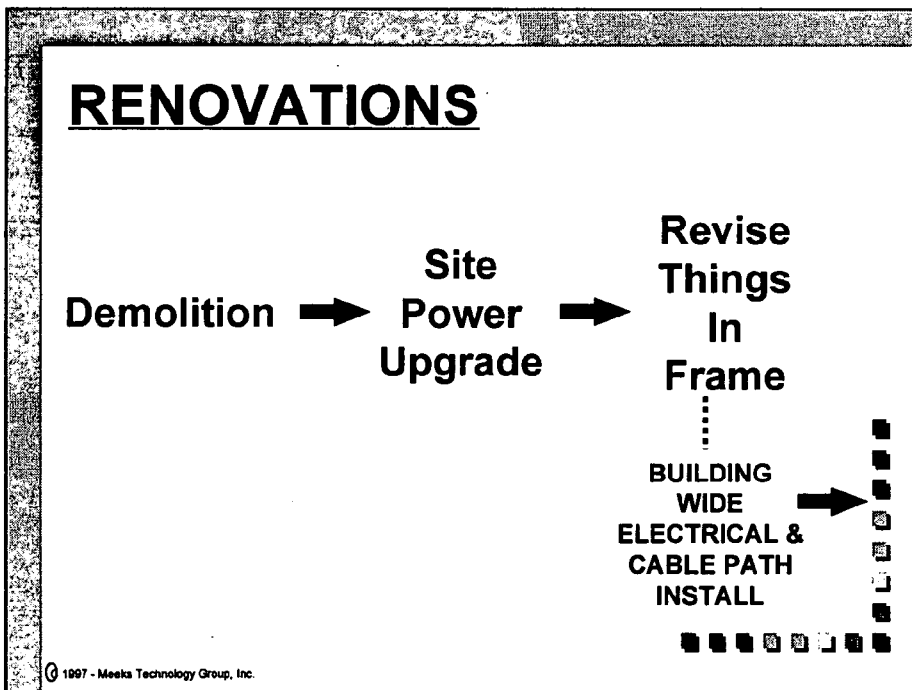 RENOVATIONS
Demolition
Site
Power
Upgrade
Revise
Things
In
Frame
BUILDING
WIDE
ELECTRICAL &
CABLE PATH
INSTALL
© 1997 - Meeks Technology Group, Inc.